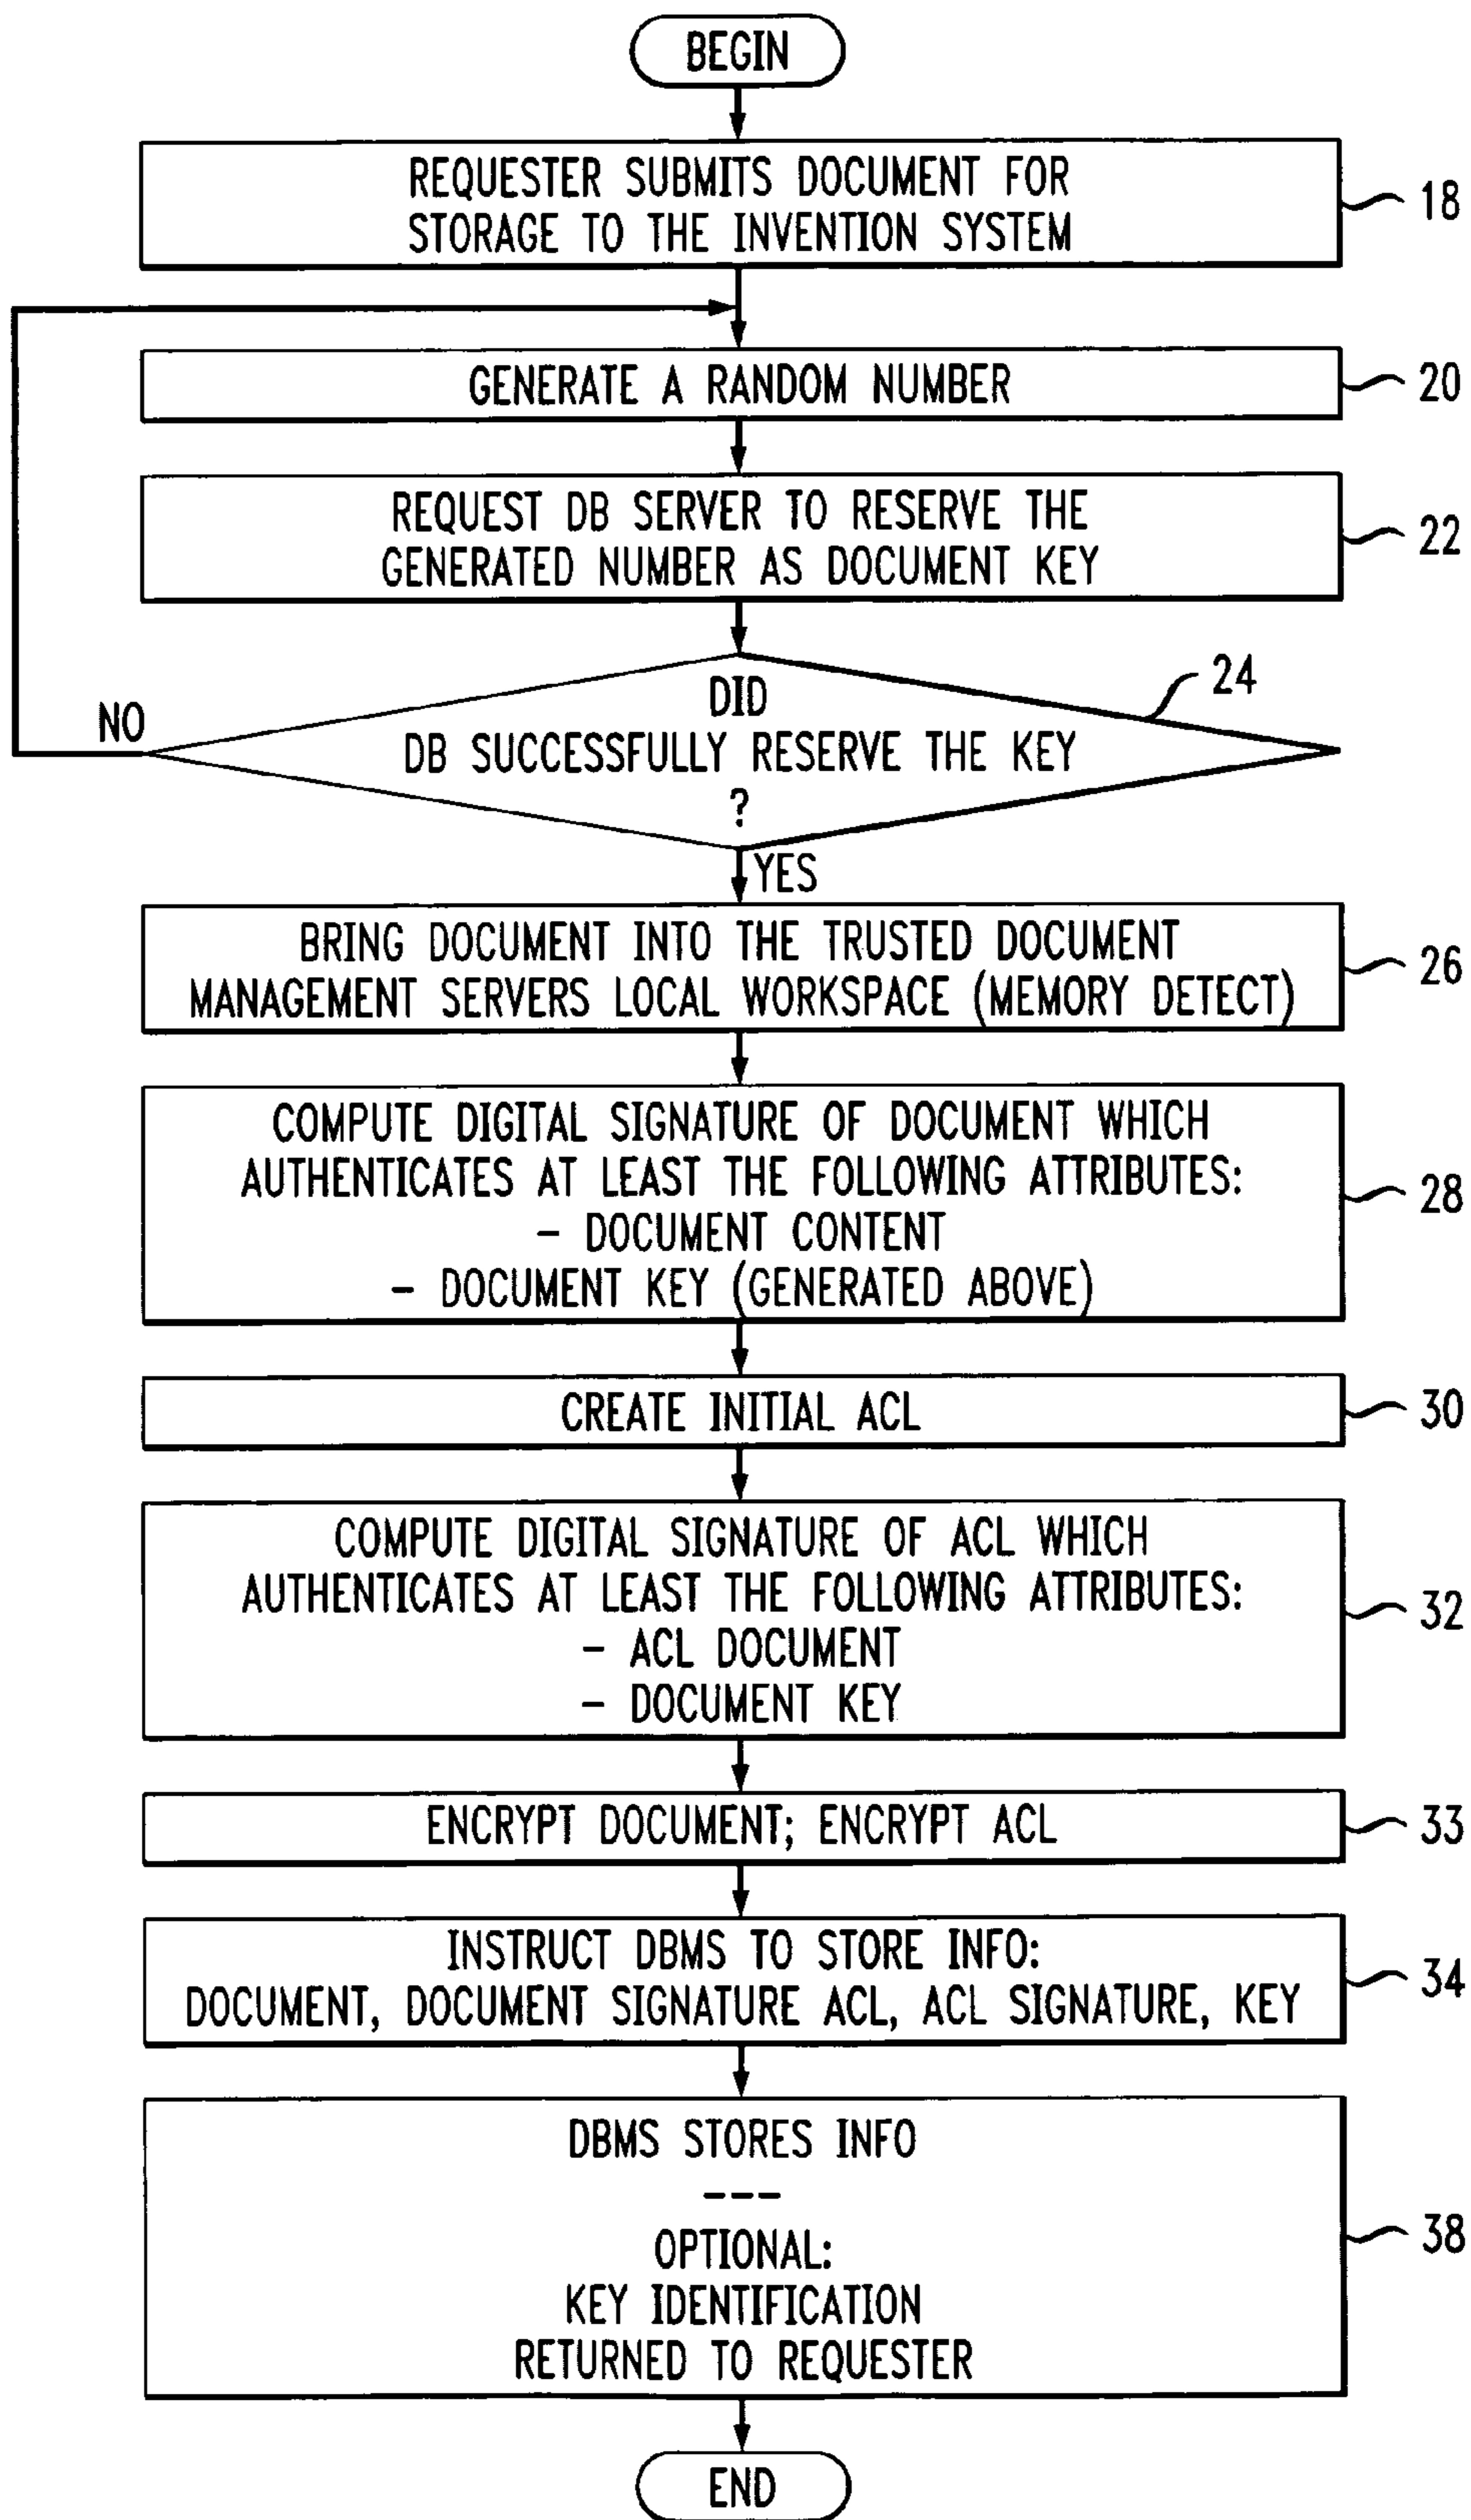 BEGIN
REQUESTER SUBMITS DOCUMENT FOR
STORAGE TO THE INVENTION SYSTEM
18
GENERATE A RANDOM NUMBER
20
REQUEST DB SERVER TO RESERVE THE
GENERATED NUMBER AS DOCUMENT KEY
22
24
DID
DB SUCCESSFULLY RESERVE THE KEY
?
NO
YES
BRING DOCUMENT INTO THE TRUSTED DOCUMENT
MANAGEMENT SERVERS LOCAL WORKSPACE (MEMORY DETECT)
26
COMPUTE DIGITAL SIGNATURE OF DOCUMENT WHICH
AUTHENTICATES AT LEAST THE FOLLOWING ATTRIBUTES:
- DOCUMENT CONTENT
- DOCUMENT KEY (GENERATED ABOVE)
28
CREATE INITIAL ACL
30
COMPUTE DIGITAL SIGNATURE OF ACL WHICH
AUTHENTICATES AT LEAST THE FOLLOWING ATTRIBUTES:
- ACL DOCUMENT
- DOCUMENT KEY
32
ENCRYPT DOCUMENT; ENCRYPT ACL
33
INSTRUCT DBMS TO STORE INFO:
DOCUMENT, DOCUMENT SIGNATURE ACL, ACL SIGNATURE, KEY
34
DBMS STORES INFO
---
OPTIONAL:
KEY IDENTIFICATION
RETURNED TO REQUESTER
38
END